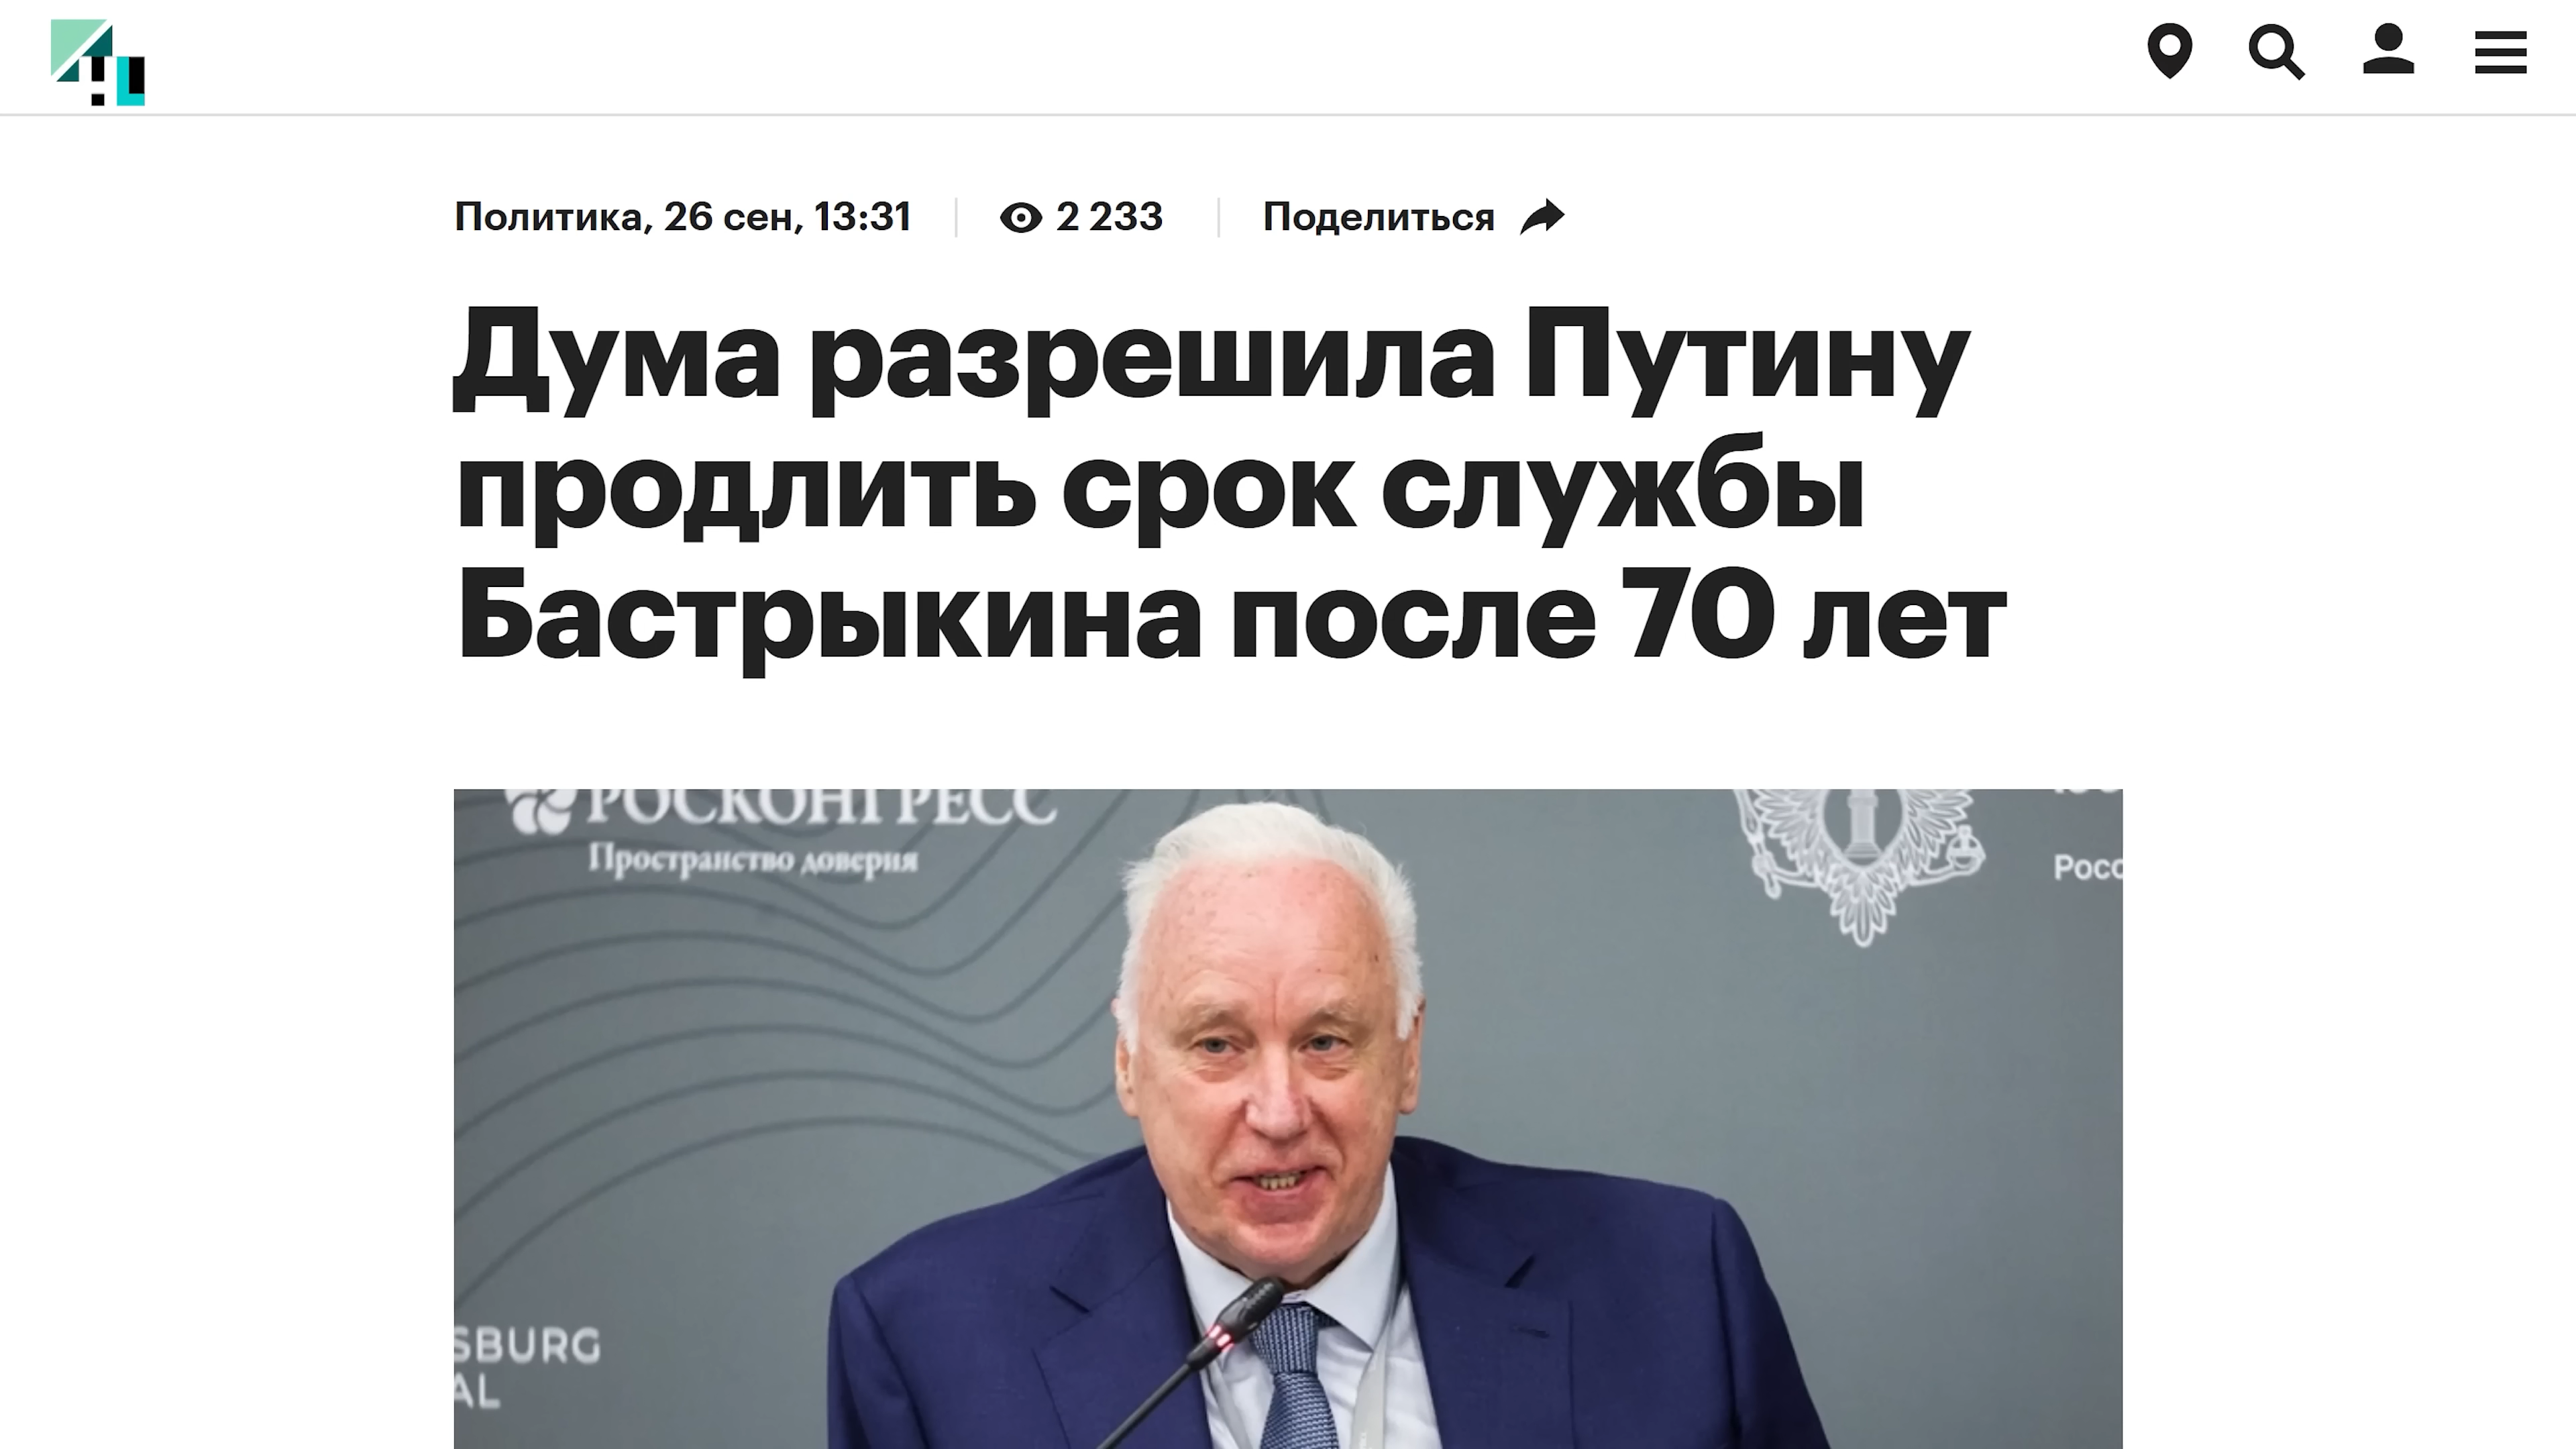 Политика, 26 сен, 13:31
2 233
Поделиться
Дума разрешила Путину
продлить срок службы
Бастрыкина после 70 лет
РОСКОНГРЕСС
Пространство доверия
SBURG
AL